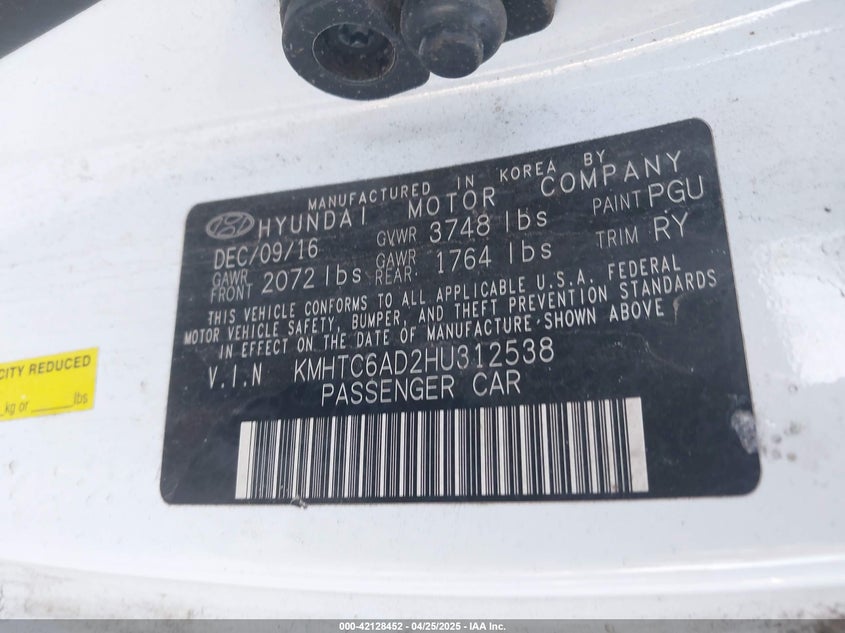 MANUFACTURED IN KOREA BY
HYUNDAI MOTOR COMPANY
DEC/09/16 GVWR 3748 lbs PAINT PGU
GAWR FRONT 2072 lbs GAWR REAR 1764 lbs TRIM RY
THIS VEHICLE CONFORMS TO ALL APPLICABLE U.S.A. FEDERAL
MOTOR VEHICLE SAFETY, BUMPER, AND THEFT PREVENTION STANDARDS
IN EFFECT ON THE DATE OF MANUFACTURE SHOWN ABOVE
V.I.N KMHTC6AD2HU312538
PASSENGER CAR
CITY REDUCED
kg or ______ lbs
000-42128452 - 04/25/2025 - IAA Inc.